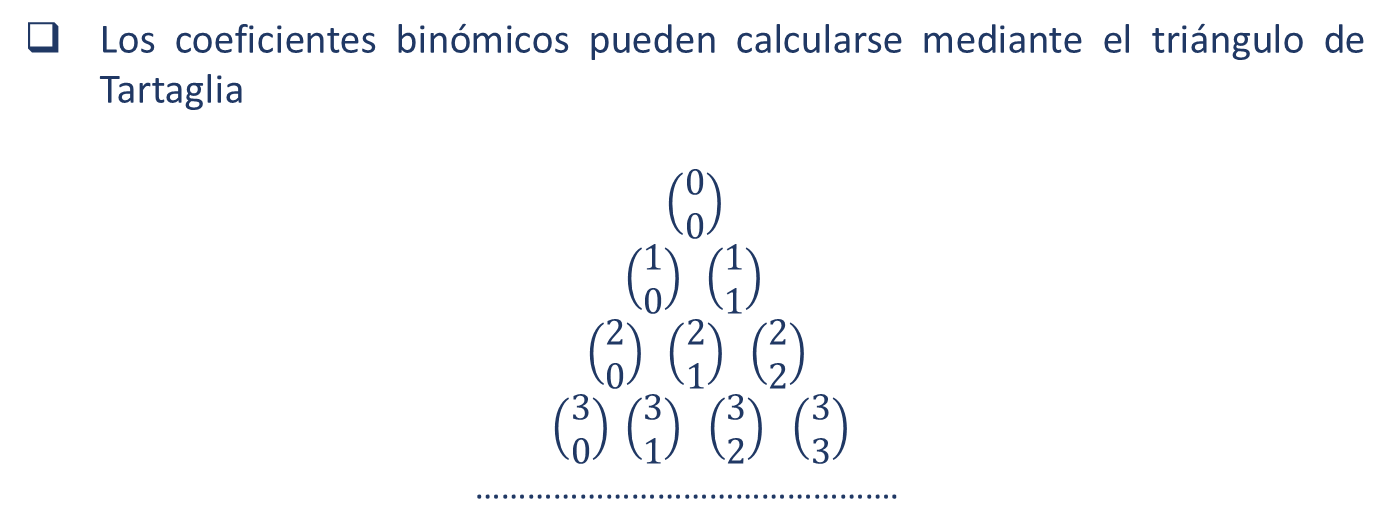 ❑ Los coeficientes binómicos pueden calcularse mediante el triángulo de
Tartaglia
(0 0)
(1 0) (1 1)
(2 0) (2 1) (2 2)
(3 0) (3 1) (3 2) (3 3)
................................................